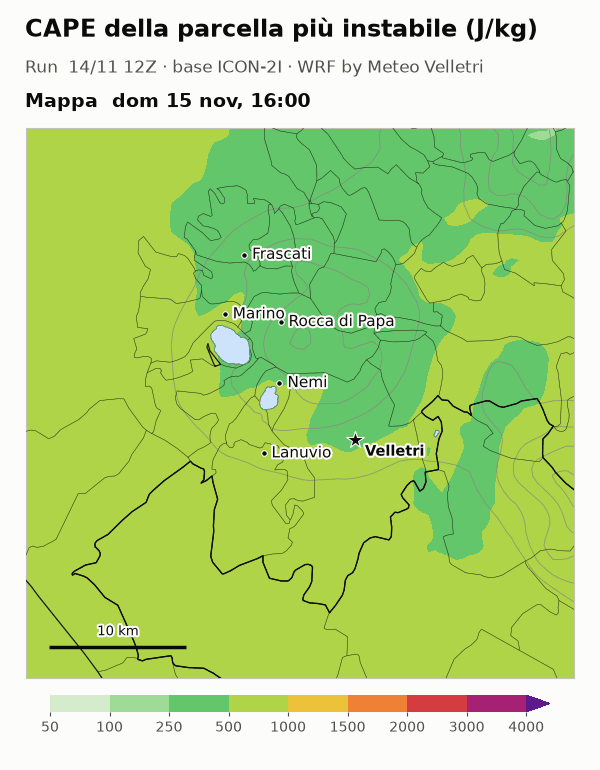 CAPE della parcella più instabile (J/kg)
Run  14/11 12Z · base ICON-2I · WRF by Meteo Velletri
Mappa  dom 15 nov, 16:00
Frascati
Marino
Rocca di Papa
Nemi
Velletri
Lanuvio
10 km
50 100 250 500 1000 1500 2000 3000 4000